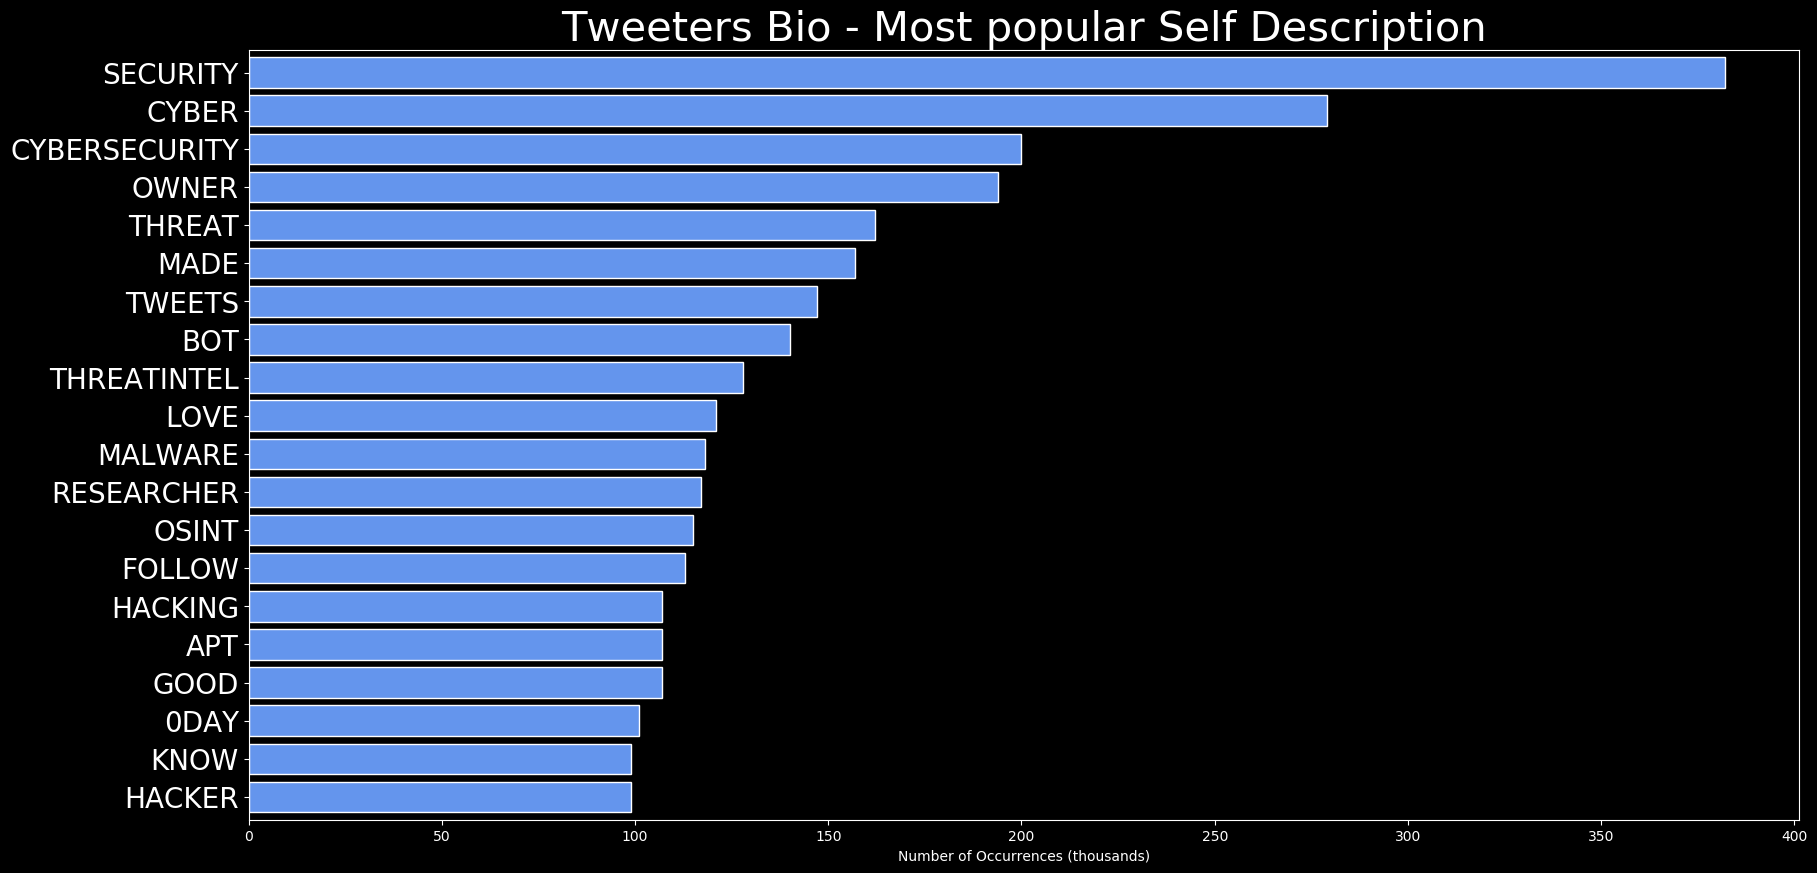 Tweeters Bio - Most popular Self Description
SECURITY
CYBER
CYBERSECURITY
OWNER
THREAT
MADE
TWEETS
BOT
THREATINTEL
LOVE
MALWARE
RESEARCHER
OSINT
FOLLOW
HACKING
APT
GOOD
0DAY
KNOW
HACKER
0 50 100 150 200 250 300 350 400
Number of Occurrences (thousands)